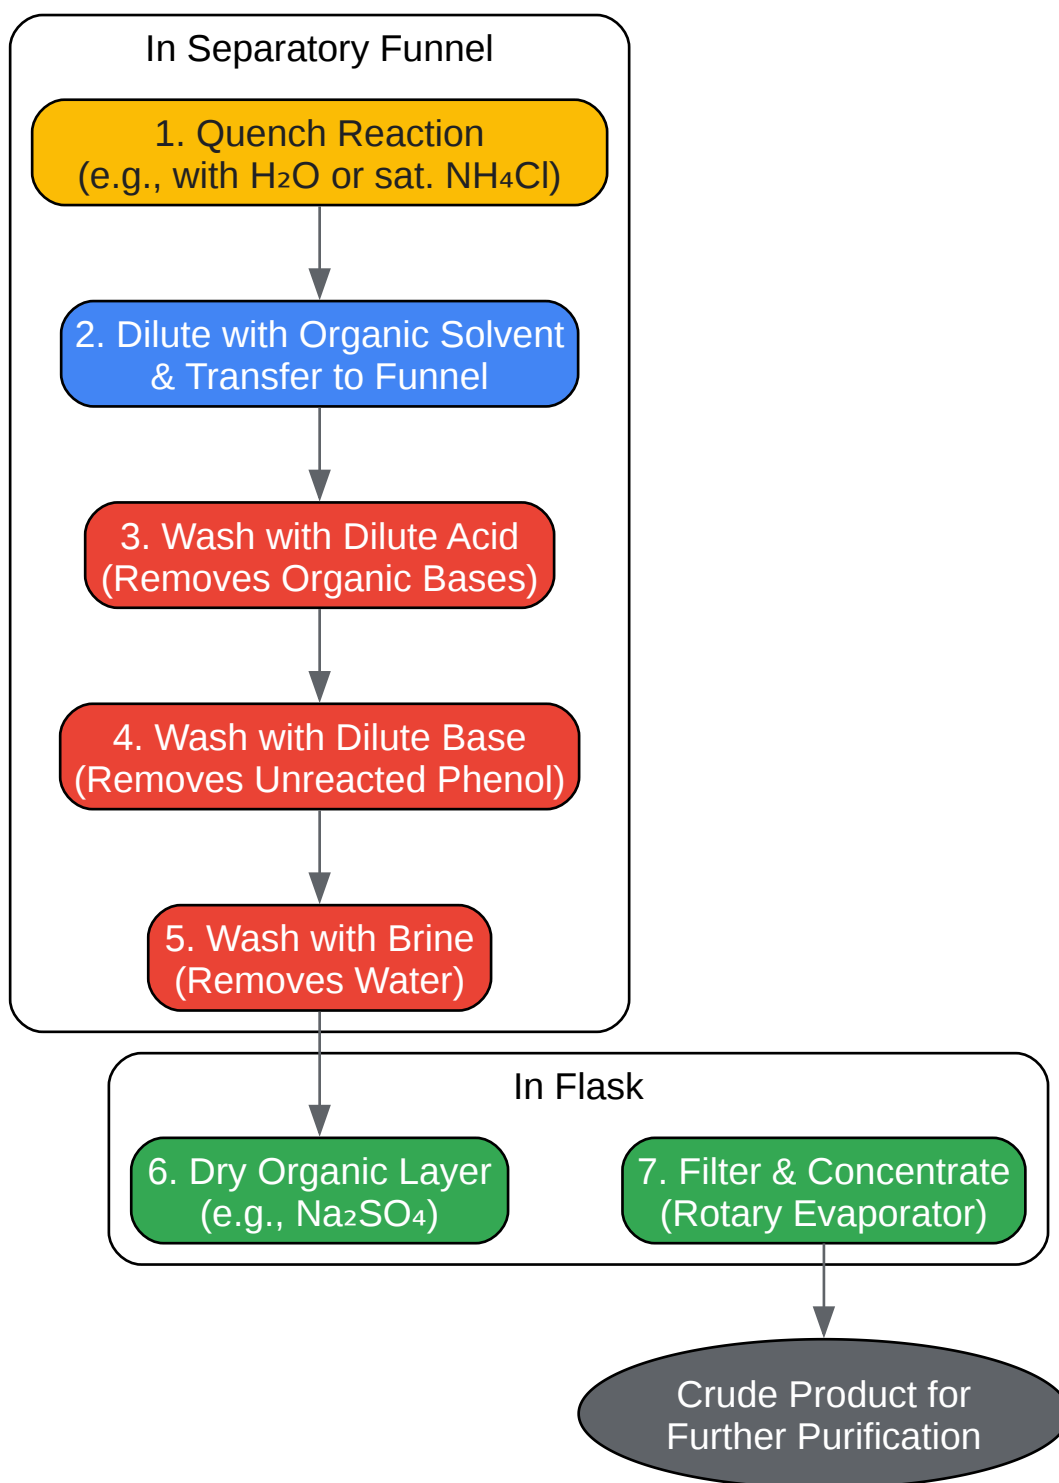 In Separatory Funnel
1. Quench Reaction
(e.g., with H₂O or sat. NH₄Cl)
2. Dilute with Organic Solvent
& Transfer to Funnel
3. Wash with Dilute Acid
(Removes Organic Bases)
4. Wash with Dilute Base
(Removes Unreacted Phenol)
5. Wash with Brine
(Removes Water)
In Flask
6. Dry Organic Layer
(e.g., Na₂SO₄)
7. Filter & Concentrate
(Rotary Evaporator)
Crude Product for
Further Purification